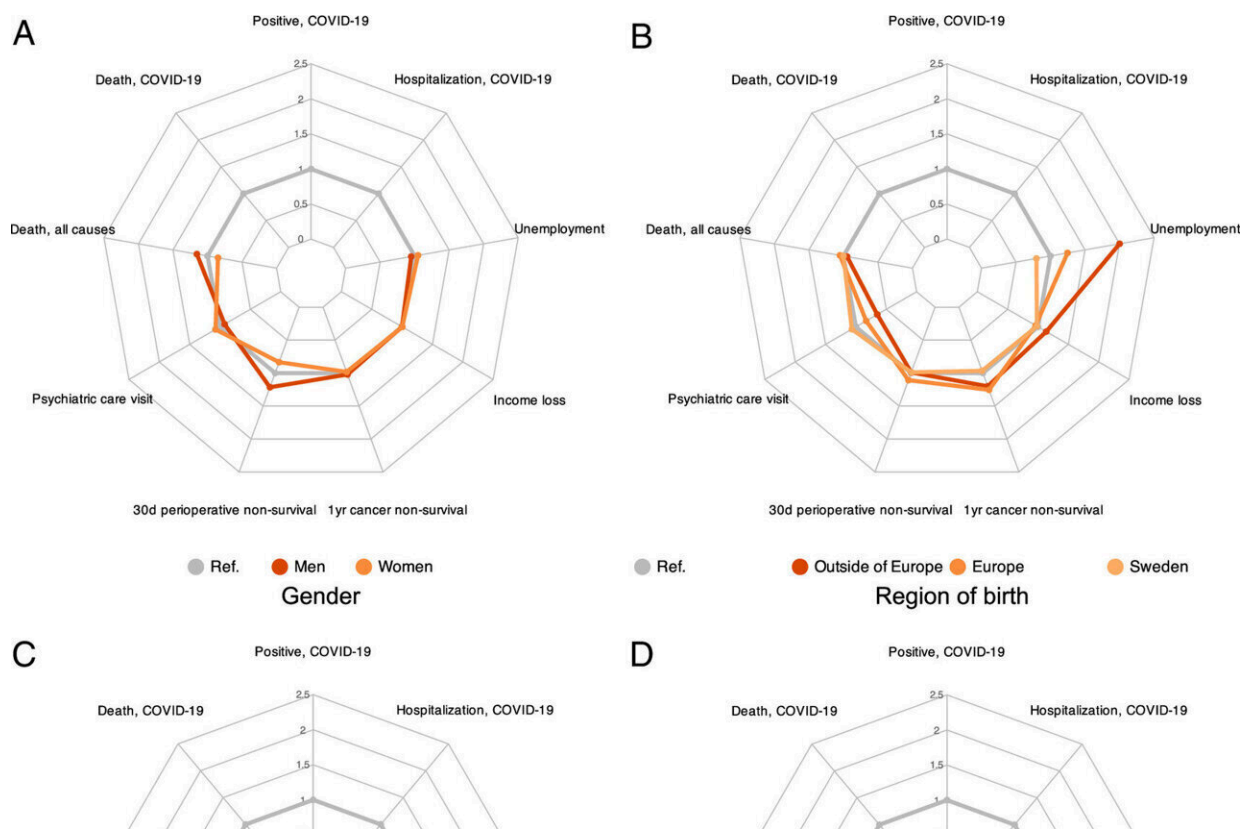 A
Positive, COVID-19
Death, COVID-19
Hospitalization, COVID-19
2.5
2
1.5
1
0.5
0
Death, all causes
Unemployment
Psychiatric care visit
Income loss
30d perioperative non-survival
1yr cancer non-survival
Ref.
Men
Women
Gender
B
Positive, COVID-19
Death, COVID-19
Hospitalization, COVID-19
2.5
2
1.5
1
0.5
0
Death, all causes
Unemployment
Psychiatric care visit
Income loss
30d perioperative non-survival
1yr cancer non-survival
Ref.
Outside of Europe
Europe
Sweden
Region of birth
C
Positive, COVID-19
Death, COVID-19
Hospitalization, COVID-19
2.5
2
1.5
1
D
Positive, COVID-19
Death, COVID-19
Hospitalization, COVID-19
2.5
2
1.5
1